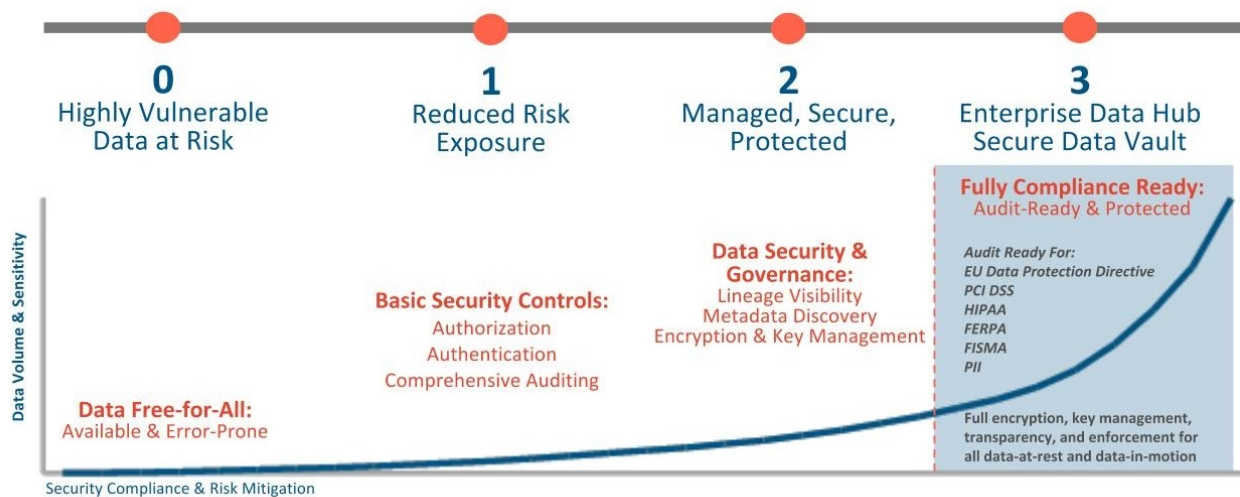 0
Highly Vulnerable
Data at Risk
1
Reduced Risk
Exposure
2
Managed, Secure,
Protected
3
Enterprise Data Hub
Secure Data Vault
Data Volume & Sensitivity
Data Free-for-All:
Available & Error-Prone
Basic Security Controls:
Authorization
Authentication
Comprehensive Auditing
Data Security &
Governance:
Lineage Visibility
Metadata Discovery
Encryption & Key Management
Fully Compliance Ready:
Audit-Ready & Protected
Audit Ready For:
EU Data Protection Directive
PCI DSS
HIPAA
FERPA
FISMA
PII
Full encryption, key management,
transparency, and enforcement for
all data-at-rest and data-in-motion
Security Compliance & Risk Mitigation